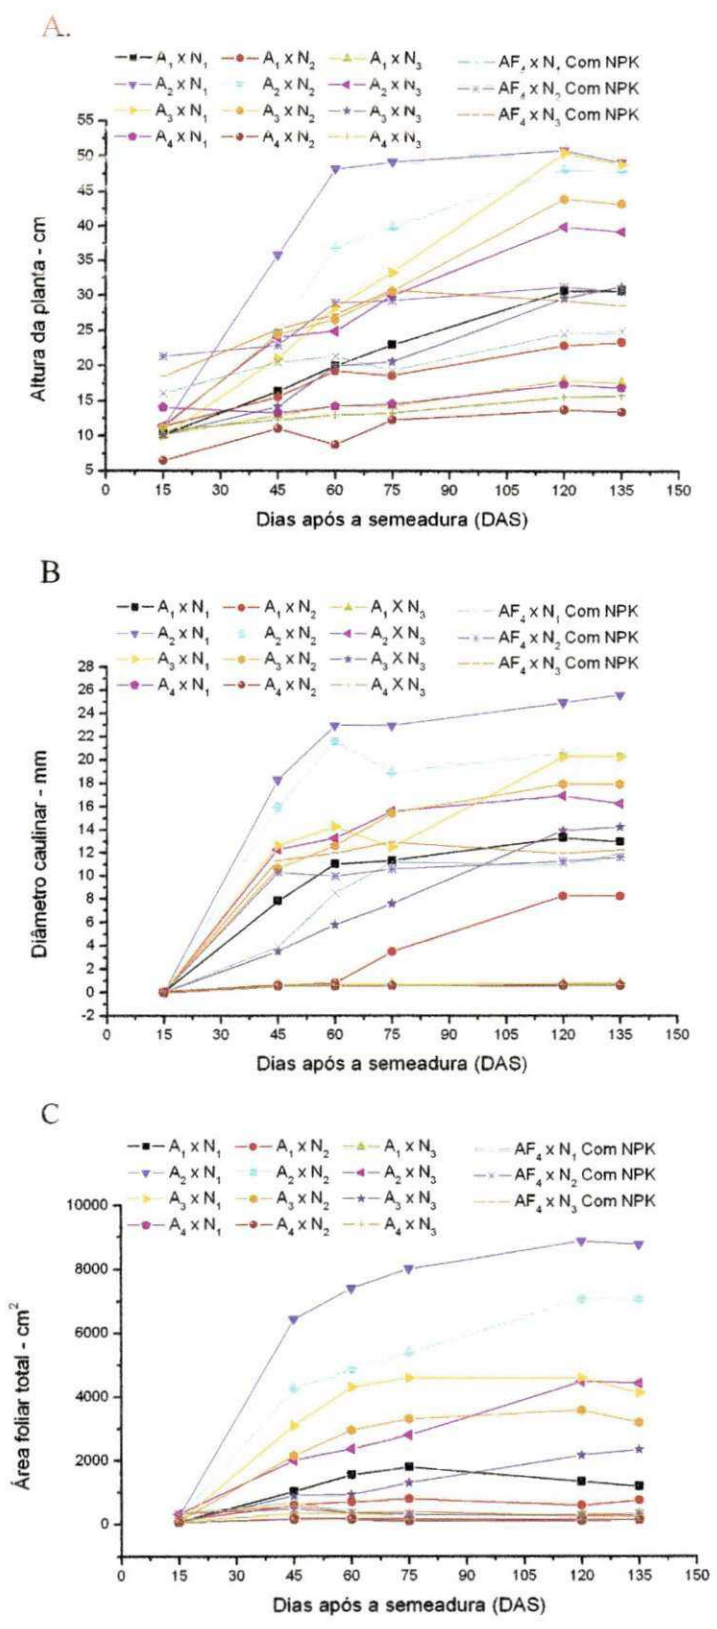 A.
A₁ x N₁ A₁ x N₂ A₁ x N₃ AF₄ x N₁ Com NPK
A₂ x N₁ A₂ x N₂ A₂ x N₃ AF₄ x N₂ Com NPK
A₃ x N₁ A₃ x N₂ A₃ x N₃ AF₄ x N₃ Com NPK
A₄ x N₁ A₄ x N₂ A₄ x N₃
55
50
45
40
35
30
25
20
15
10
5
Altura da planta - cm
0 15 30 45 60 75 90 105 120 135 150
Dias após a semeadura (DAS)
B
A₁ x N₁ A₁ x N₂ A₁ X N₃ AF₄ x N₁ Com NPK
A₂ x N₁ A₂ x N₂ A₂ X N₃ AF₄ x N₂ Com NPK
A₃ x N₁ A₃ x N₂ A₃ X N₃ AF₄ x N₃ Com NPK
A₄ x N₁ A₄ x N₂ A₄ X N₃
28
26
24
22
20
18
16
14
12
10
8
6
4
2
0
-2
Diâmetro caulinar - mm
0 15 30 45 60 75 90 105 120 135 150
Dias após a semeadura (DAS)
C
A₁ x N₁ A₁ x N₂ A₁ x N₃ AF₄ x N₁ Com NPK
A₂ x N₁ A₂ x N₂ A₂ x N₃ AF₄ x N₂ Com NPK
A₃ x N₁ A₃ x N₂ A₃ x N₃ AF₄ x N₃ Com NPK
A₄ x N₁ A₄ x N₂ A₄ x N₃
10000
8000
6000
4000
2000
0
Área foliar total - cm²
0 15 30 45 60 75 90 105 120 135 150
Dias após a semeadura (DAS)